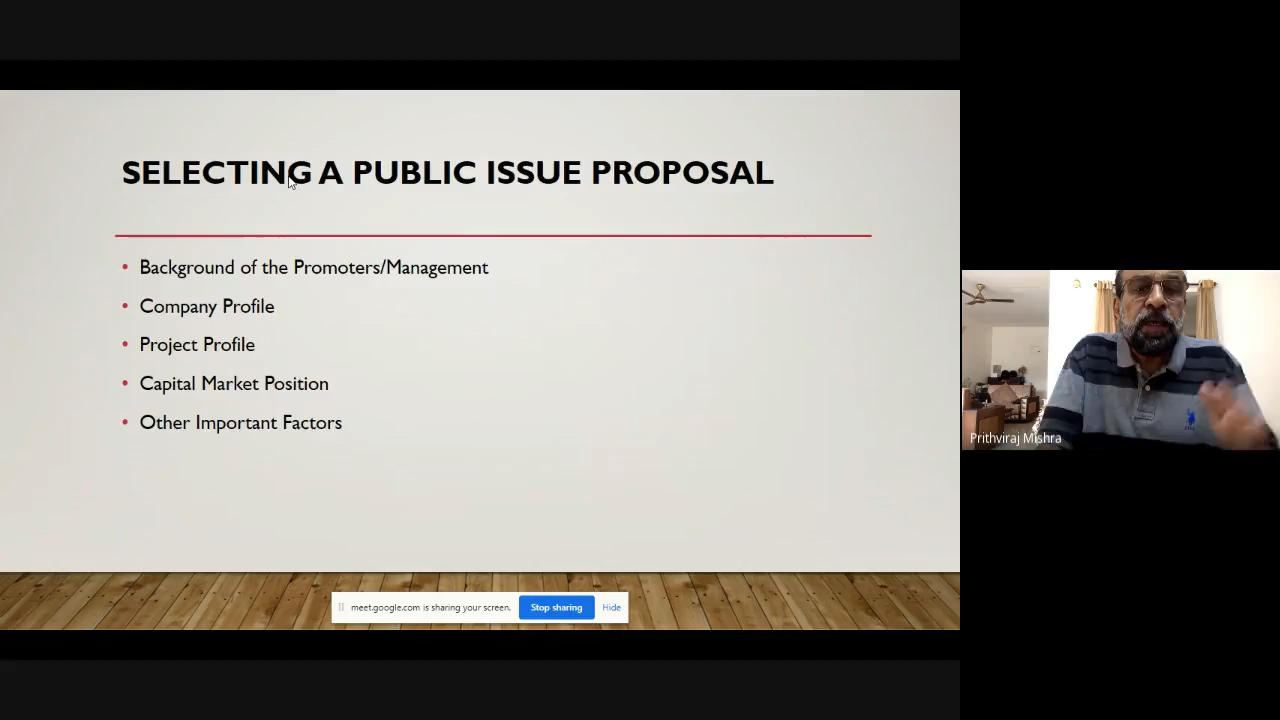 SELECTING A PUBLIC ISSUE PROPOSAL
• Background of the Promoters/Management
• Company Profile
• Project Profile
• Capital Market Position
• Other Important Factors
meet.google.com is sharing your screen. Stop sharing Hide
Prithviraj Mishra